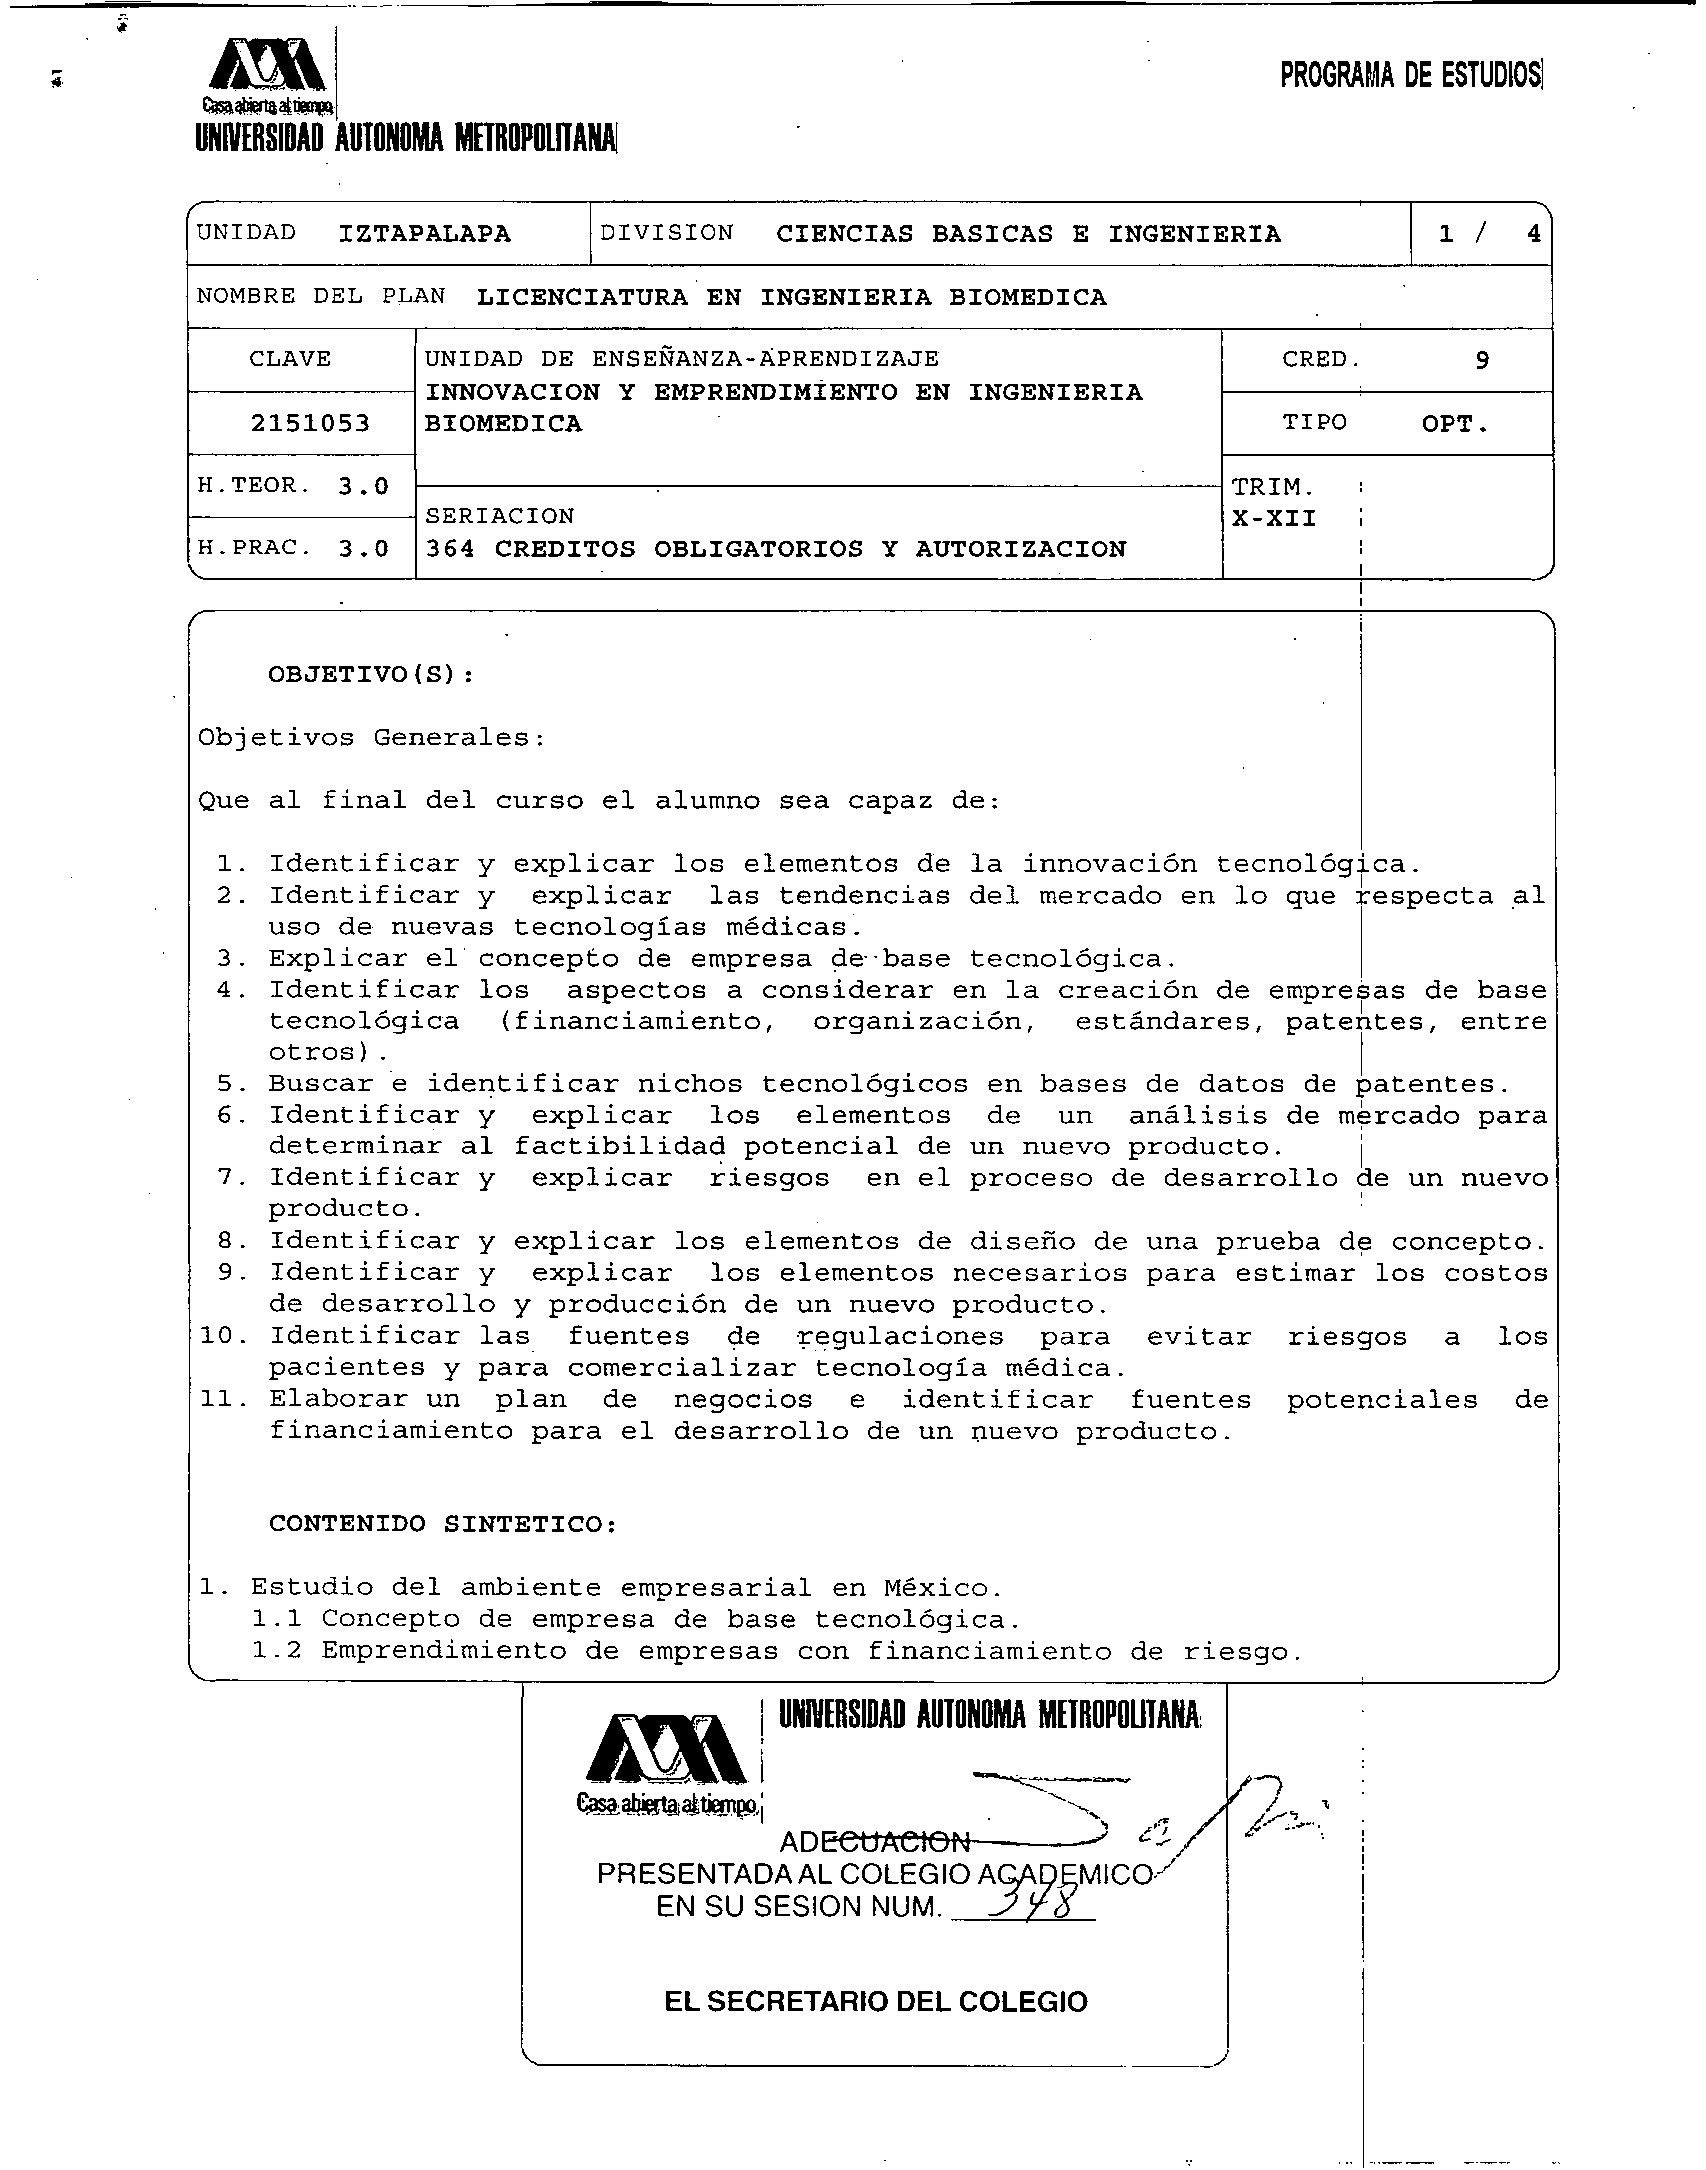 Casa abierta al tiempo
UNIVERSIDAD AUTONOMA METROPOLITANA
PROGRAMA DE ESTUDIOS
UNIDAD IZTAPALAPA DIVISION CIENCIAS BASICAS E INGENIERIA 1 / 4
NOMBRE DEL PLAN LICENCIATURA EN INGENIERIA BIOMEDICA
CLAVE
2151053
UNIDAD DE ENSEÑANZA-APRENDIZAJE
INNOVACION Y EMPRENDIMIENTO EN INGENIERIA
BIOMEDICA
CRED. 9
TIPO OPT.
H.TEOR. 3.0
H.PRAC. 3.0
SERIACION
364 CREDITOS OBLIGATORIOS Y AUTORIZACION
TRIM.
X-XII
OBJETIVO(S):
Objetivos Generales:
Que al final del curso el alumno sea capaz de:
1. Identificar y explicar los elementos de la innovación tecnológica.
2. Identificar y explicar las tendencias del mercado en lo que respecta al
uso de nuevas tecnologías médicas.
3. Explicar el concepto de empresa de base tecnológica.
4. Identificar los aspectos a considerar en la creación de empresas de base
tecnológica (financiamiento, organización, estándares, patentes, entre
otros).
5. Buscar e identificar nichos tecnológicos en bases de datos de patentes.
6. Identificar y explicar los elementos de un análisis de mercado para
determinar al factibilidad potencial de un nuevo producto.
7. Identificar y explicar riesgos en el proceso de desarrollo de un nuevo
producto.
8. Identificar y explicar los elementos de diseño de una prueba de concepto.
9. Identificar y explicar los elementos necesarios para estimar los costos
de desarrollo y producción de un nuevo producto.
10. Identificar las fuentes de regulaciones para evitar riesgos a los
pacientes y para comercializar tecnología médica.
11. Elaborar un plan de negocios e identificar fuentes potenciales de
financiamiento para el desarrollo de un nuevo producto.
CONTENIDO SINTETICO:
1. Estudio del ambiente empresarial en México.
1.1 Concepto de empresa de base tecnológica.
1.2 Emprendimiento de empresas con financiamiento de riesgo.
UNIVERSIDAD AUTONOMA METROPOLITANA
Casa abierta al tiempo
ADECUACION
PRESENTADA AL COLEGIO ACADEMICO
EN SU SESION NUM. 348
EL SECRETARIO DEL COLEGIO